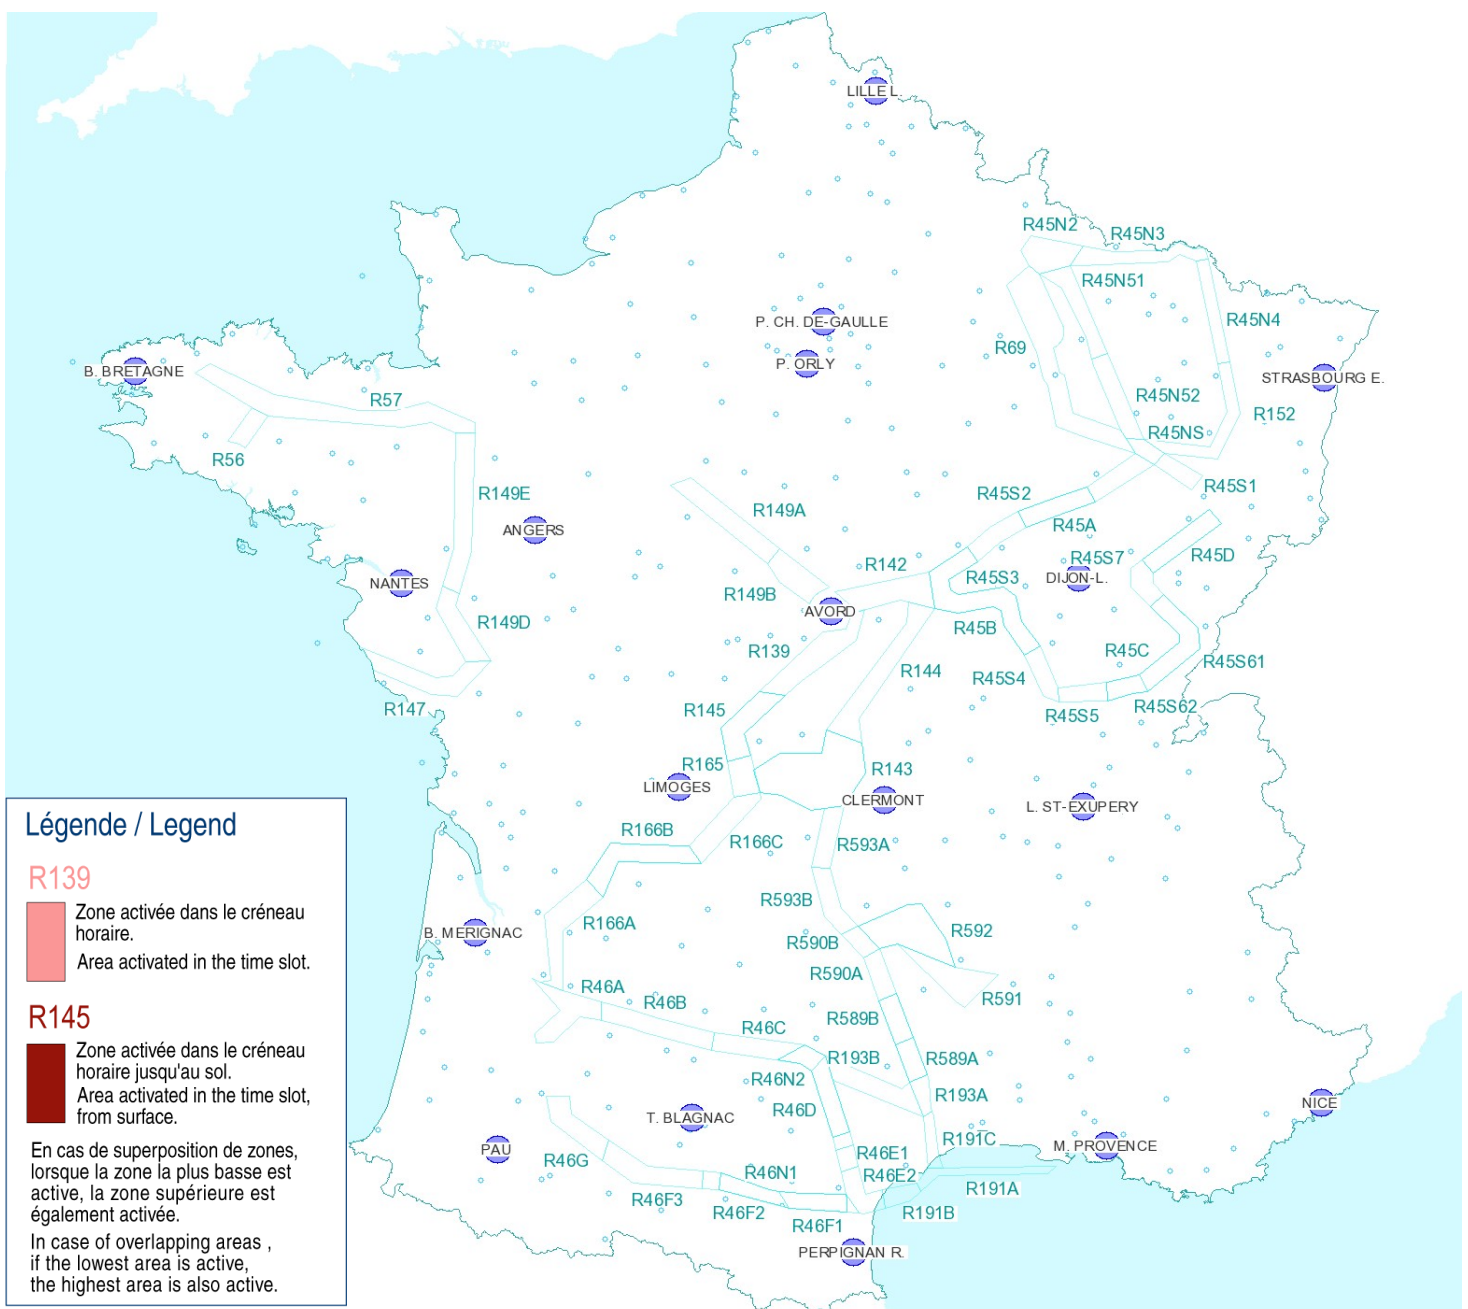 LILLE L.
R45N2
R45N3
R45N51
P. CH. DE-GAULLE
R45N4
R69
P. ORLY
B. BRETAGNE
STRASBOURG E.
R57
R45N52
R152
R45NS
R56
R149E
R45S2
R45S1
R149A
ANGERS
R45A
R45S7
R45D
R142
NANTES
R45S3
DIJON-L.
R149B
AVORD
R149D
R45B
R139
R45C
R45S61
R144
R45S4
R147
R145
R45S5
R45S62
R165
R143
LIMOGES
CLERMONT
L. ST-EXUPERY
R166B
R166C
R593A
R593B
R166A
B. MERIGNAC
R590B
R592
R590A
R46A
R591
R46B
R46C
R589B
R193B
R589A
R46N2
R193A
R46D
NICE
T. BLAGNAC
R191C
M. PROVENCE
PAU
R46E1
R46G
R46N1
R46E2
R191A
R46F3
R46F2
R46F1
R191B
PERPIGNAN R.
Légende / Legend
R139
Zone activée dans le créneau
horaire.
Area activated in the time slot.
R145
Zone activée dans le créneau
horaire jusqu'au sol.
Area activated in the time slot,
from surface.
En cas de superposition de zones,
lorsque la zone la plus basse est
active, la zone supérieure est
également activée.
In case of overlapping areas ,
if the lowest area is active,
the highest area is also active.